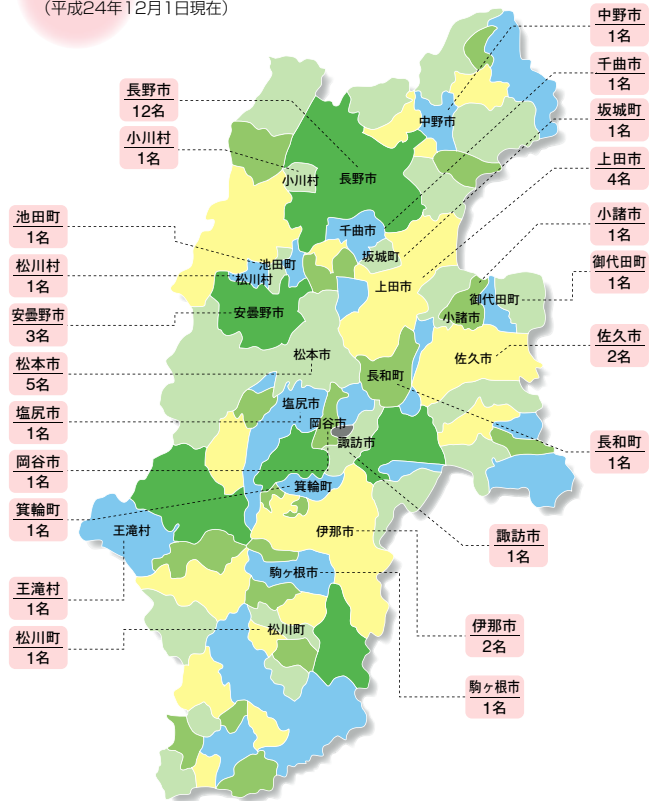 （平成24年12月1日現在）
中野市
1名
千曲市
1名
坂城町
1名
上田市
4名
小諸市
1名
御代田町
1名
佐久市
2名
長和町
1名
諏訪市
1名
伊那市
2名
駒ヶ根市
1名
長野市
12名
小川村
1名
池田町
1名
松川村
1名
安曇野市
3名
松本市
5名
塩尻市
1名
岡谷市
1名
箕輪町
1名
王滝村
1名
松川町
1名
中野市
小川村
長野市
千曲市
坂城町
池田町
松川村
上田市
御代田町
安曇野市
小諸市
松本市
佐久市
長和町
塩尻市
岡谷市
諏訪市
箕輪町
王滝村
伊那市
駒ヶ根市
松川町